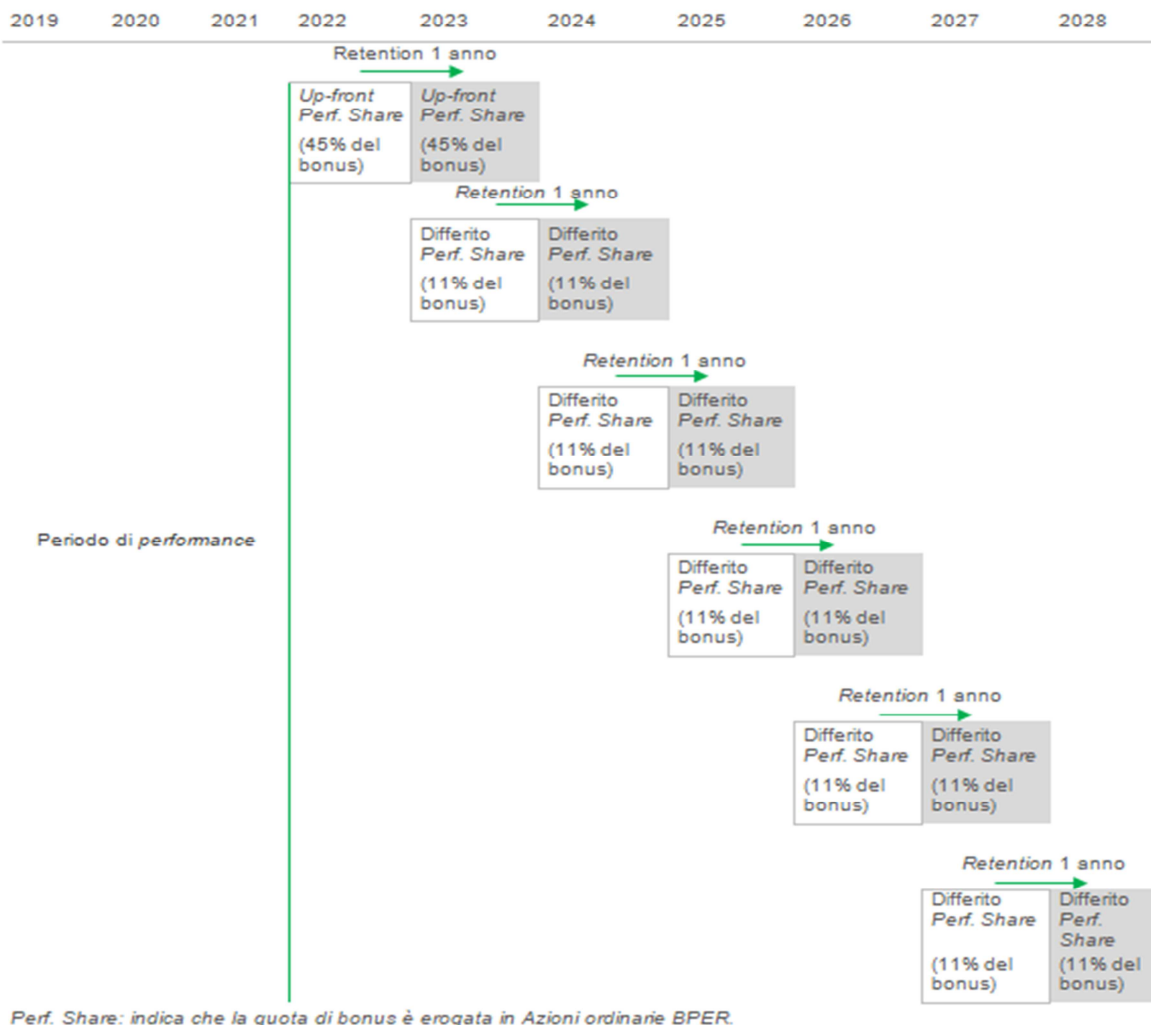 2019 2020 2021 2022 2023 2024 2025 2026 2027 2028
Retention 1 anno
Up-front Up-front
Perf. Share Perf. Share
(45% del (45% del
bonus) bonus)
Retention 1 anno
Differito Differito
Perf. Share Perf. Share
(11% del (11% del
bonus) bonus)
Retention 1 anno
Differito Differito
Perf. Share Perf. Share
(11% del (11% del
bonus) bonus)
Retention 1 anno
Periodo di performance
Differito Differito
Perf. Share Perf. Share
(11% del (11% del
bonus) bonus)
Retention 1 anno
Differito Differito
Perf. Share Perf. Share
(11% del (11% del
bonus) bonus)
Retention 1 anno
Differito Differito
Perf. Share Perf.
Share
(11% del (11% del
bonus) bonus)
Perf. Share: indica che la quota di bonus è erogata in Azioni ordinarie BPER.